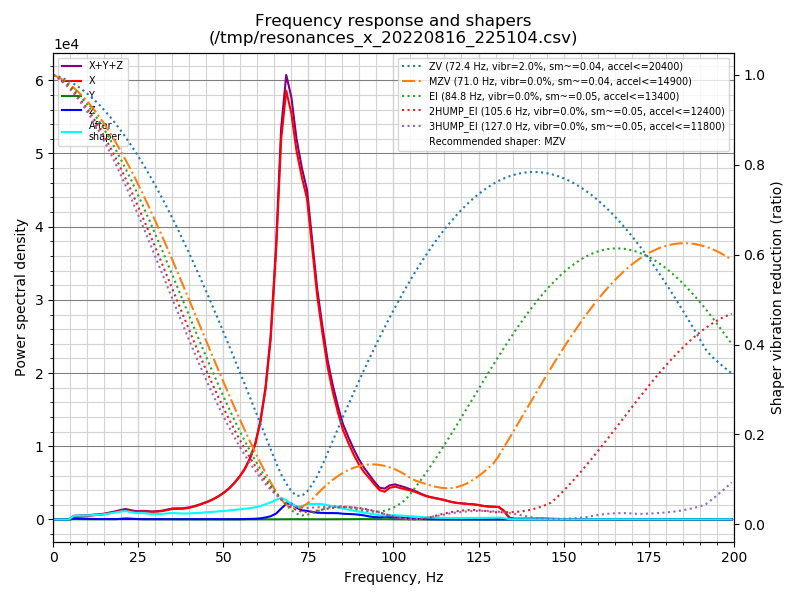 Frequency response and shapers
(/tmp/resonances_x_20220816_225104.csv)
1e4
X+Y+Z
X
Y
Z
After
shaper
ZV (72.4 Hz, vibr=2.0%, sm~=0.04, accel<=20400)
MZV (71.0 Hz, vibr=0.0%, sm~=0.04, accel<=14900)
EI (84.8 Hz, vibr=0.0%, sm~=0.05, accel<=13400)
2HUMP_EI (105.6 Hz, vibr=0.0%, sm~=0.05, accel<=12400)
3HUMP_EI (127.0 Hz, vibr=0.0%, sm~=0.05, accel<=11800)
Recommended shaper: MZV
Power spectral density
6
5
4
3
2
1
0
1.0
0.8
0.6
0.4
0.2
0.0
Shaper vibration reduction (ratio)
0 25 50 75 100 125 150 175 200
Frequency, Hz